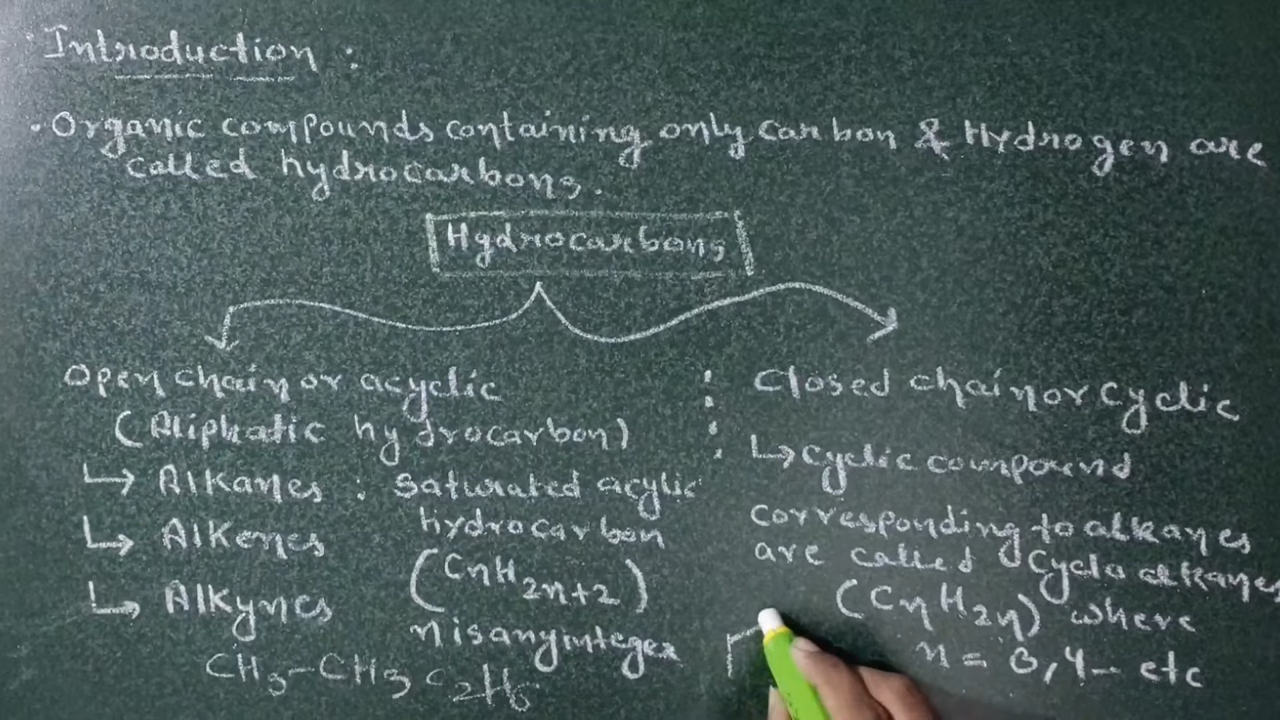 Introduction :
. Organic compounds containing only carbon & Hydrogen are
called hydrocarbons.
Hydrocarbons
Open chain or acyclic
(Aliphatic hydrocarbon)
↳ Alkanes : saturated acylic
hydrocarbon
(CnH2n+2)
n is any integer
↳ Alkenes
↳ Alkynes
CH3-CH3 C2H6
closed chain or cyclic
↳ cyclic compound
corresponding to alkanes
are called Cyclo alkanes
(CnH2n) where
n = 3,4- etc